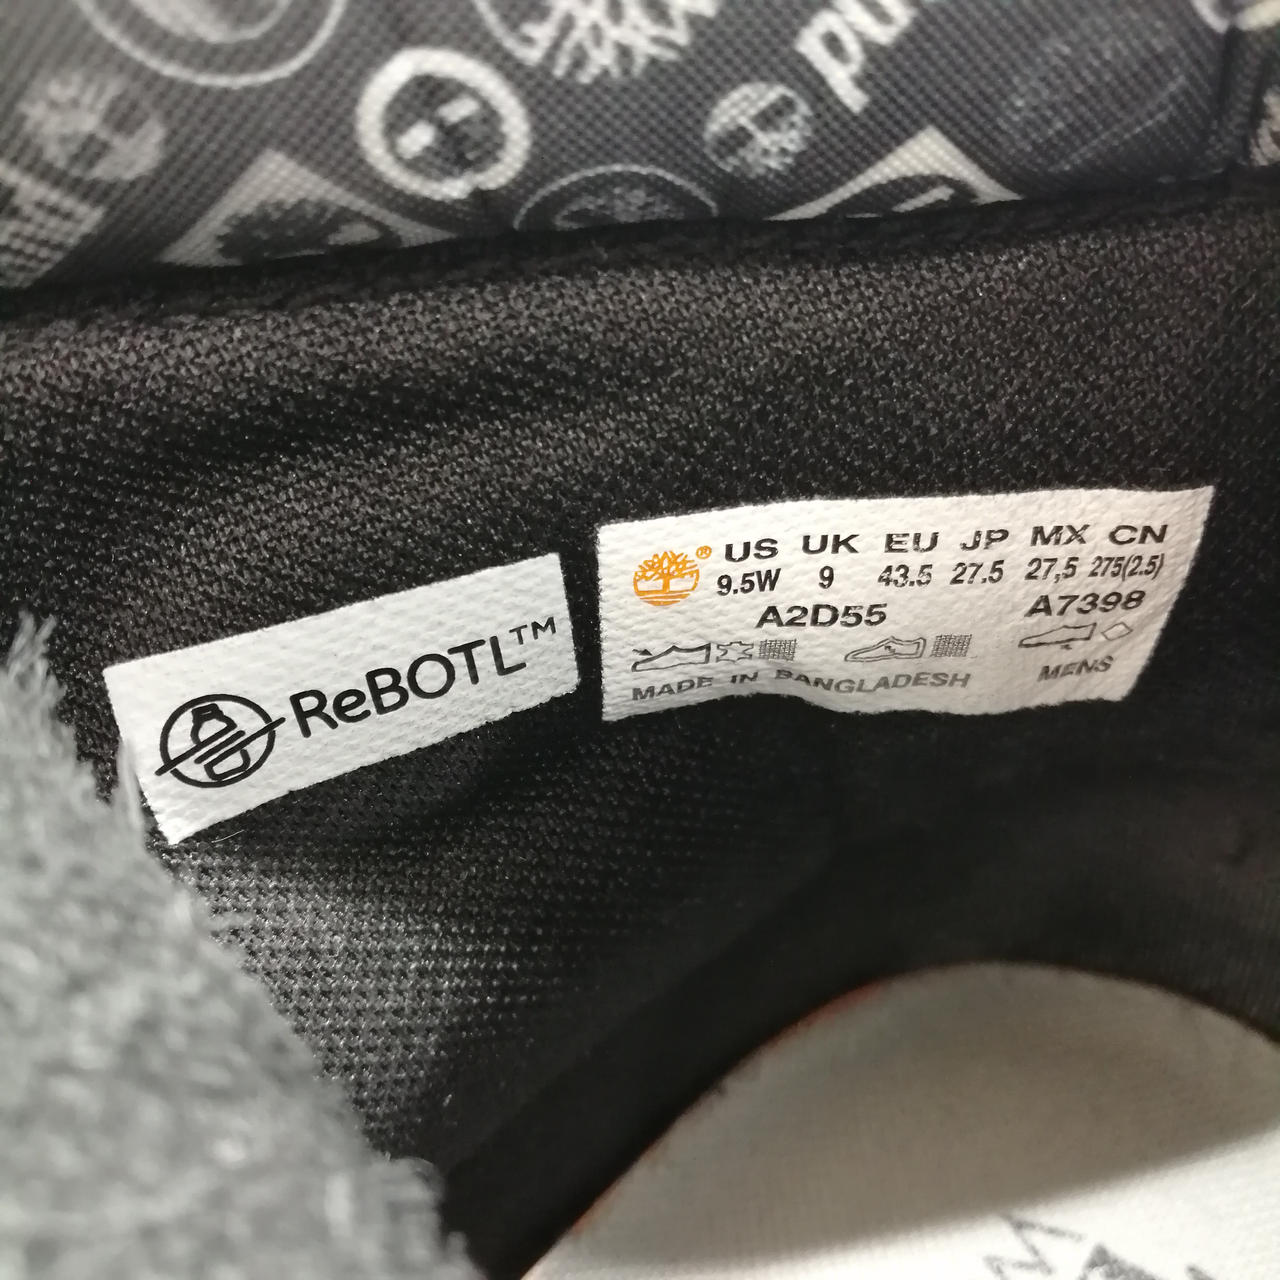 ReBOTL™
® US UK EU JP MX CN
9.5W 9 43.5 27.5 27,5 275(2.5)
A2D55 A7398
MADE IN BANGLADESH MENS